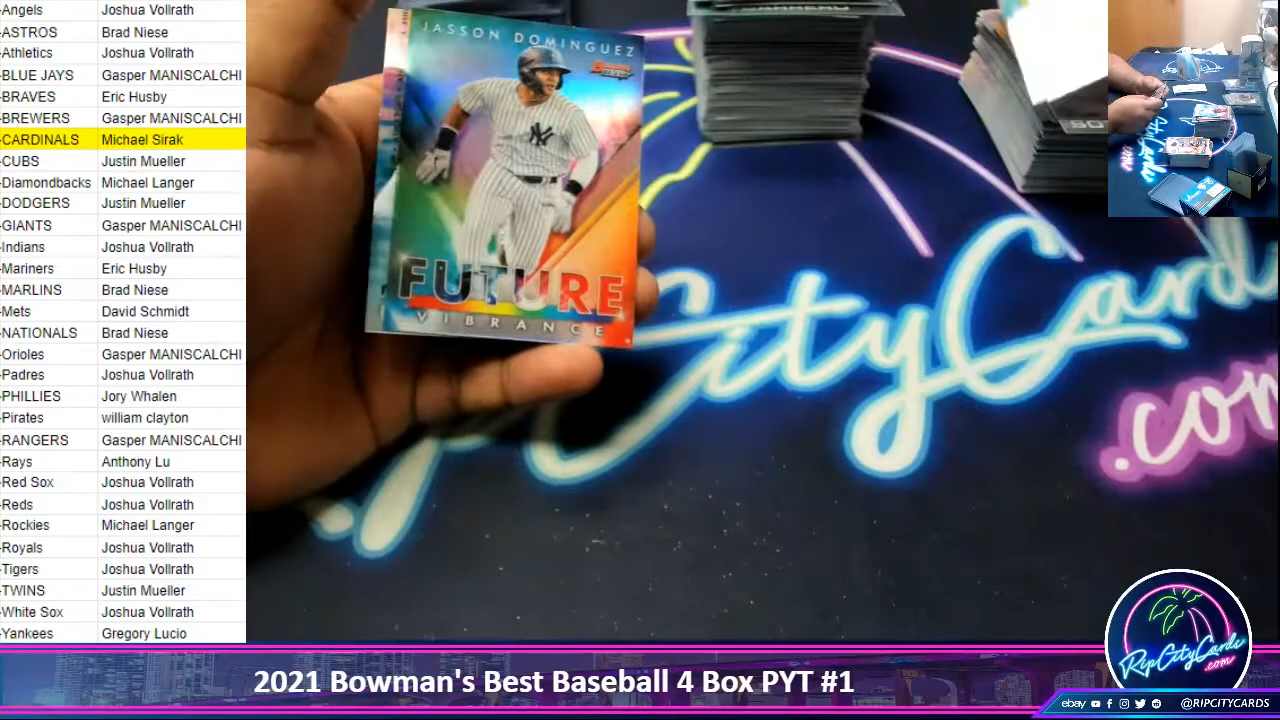 -Angels Joshua Vollrath
-ASTROS Brad Niese
-Athletics Joshua Vollrath
-BLUE JAYS Gasper MANISCALCHI
-BRAVES Eric Husby
-BREWERS Gasper MANISCALCHI
-CARDINALS Michael Sirak
-CUBS Justin Mueller
-Diamondbacks Michael Langer
-DODGERS Justin Mueller
-GIANTS Gasper MANISCALCHI
-Indians Joshua Vollrath
-Mariners Eric Husby
-MARLINS Brad Niese
-Mets David Schmidt
-NATIONALS Brad Niese
-Orioles Gasper MANISCALCHI
-Padres Joshua Vollrath
-PHILLIES Jory Whalen
-Pirates william clayton
-RANGERS Gasper MANISCALCHI
-Rays Anthony Lu
-Red Sox Joshua Vollrath
-Reds Joshua Vollrath
-Rockies Michael Langer
-Royals Joshua Vollrath
-Tigers Joshua Vollrath
-TWINS Justin Mueller
-White Sox Joshua Vollrath
-Yankees Gregory Lucio
JASSON DOMINGUEZ
FUTURE
VIBRANCE
City Cards
.com
RipCityCards
.com
2021 Bowman's Best Baseball 4 Box PYT #1
ebay @RIPCITYCARDS